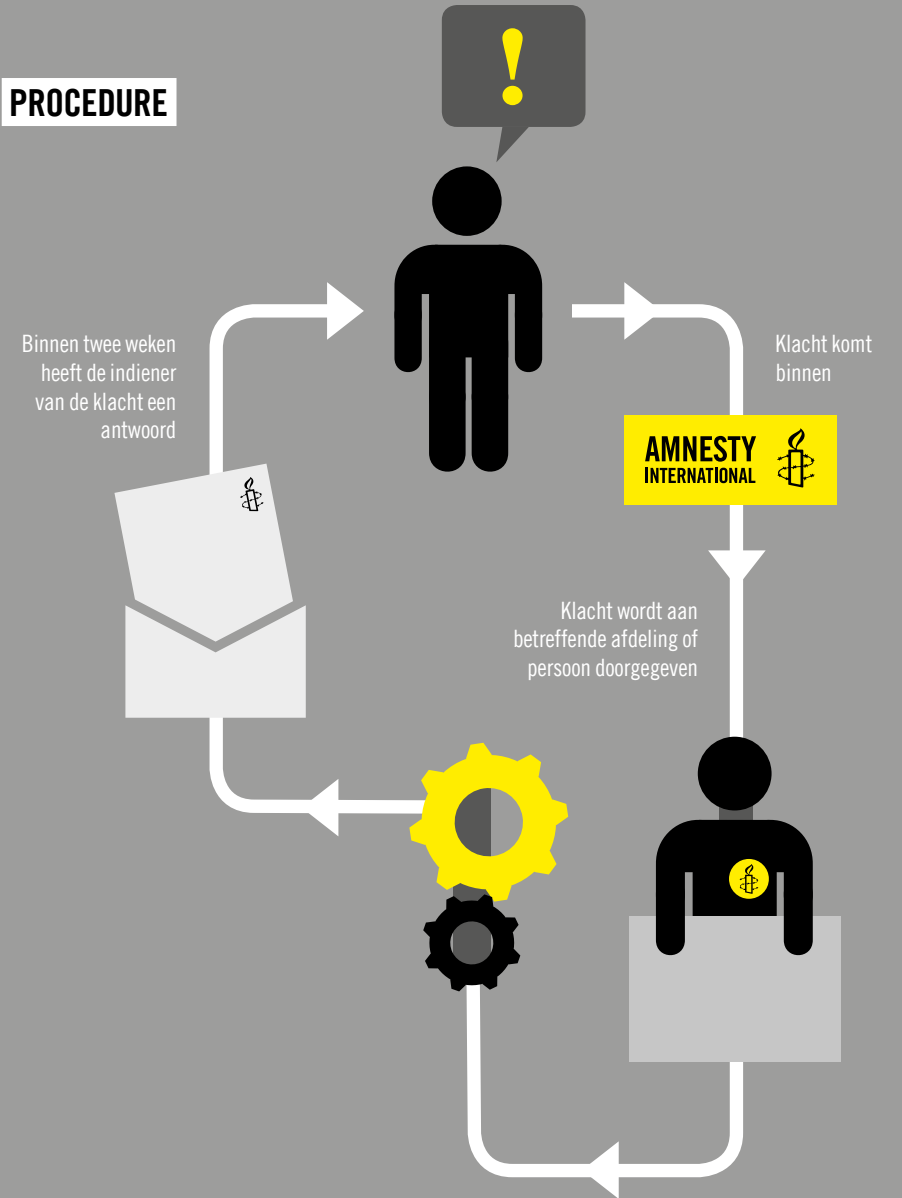 !
PROCEDURE
Binnen twee weken
heeft de indiener
van de klacht een
antwoord
Klacht komt
binnen
AMNESTY
INTERNATIONAL
Klacht wordt aan
betreffende afdeling of
persoon doorgegeven